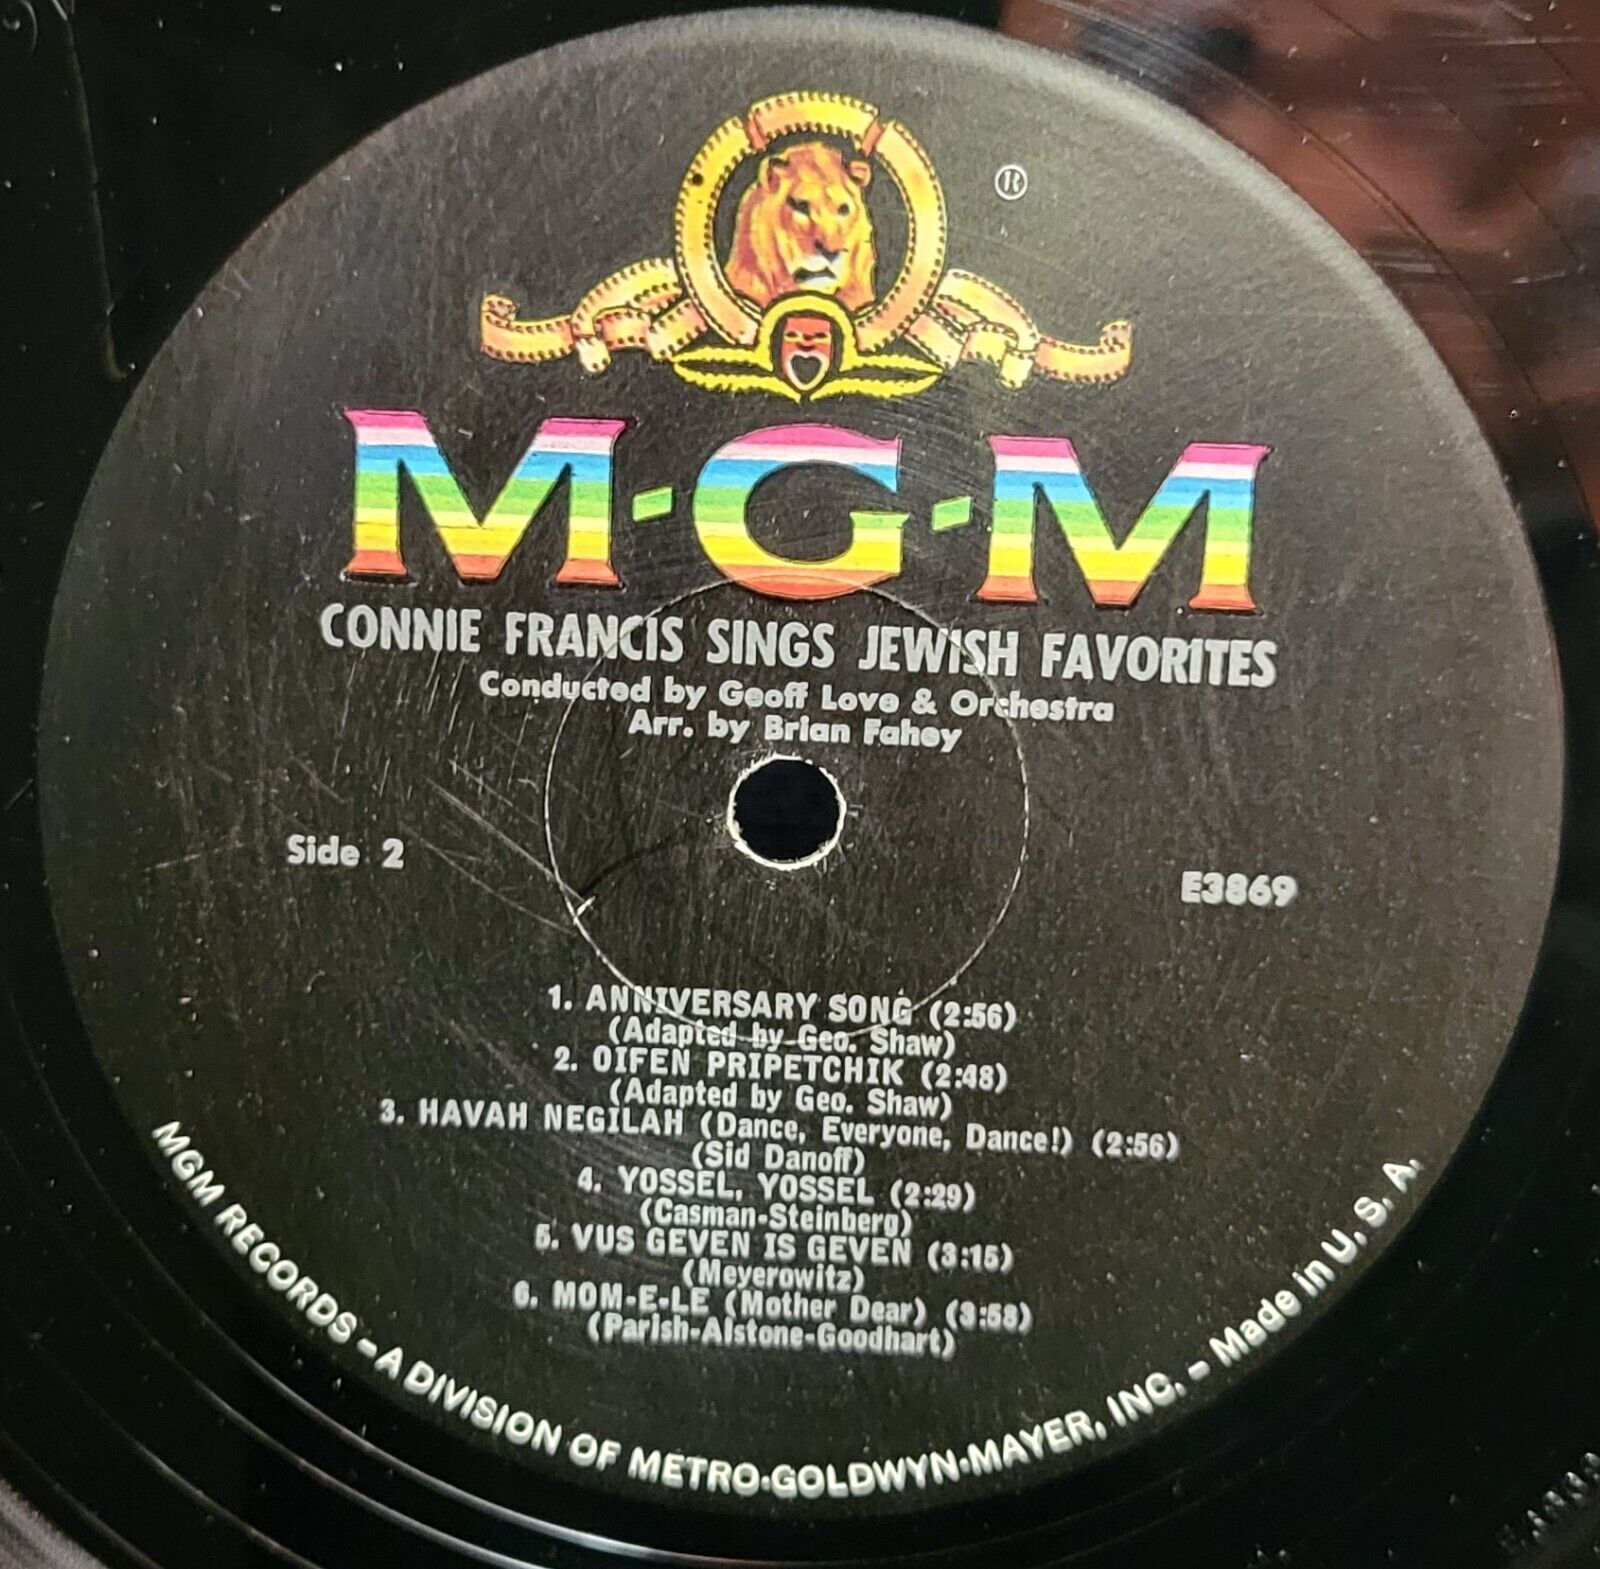 ®
M-G-M
CONNIE FRANCIS SINGS JEWISH FAVORITES
Conducted by Geoff Love & Orchestra
Arr. by Brian Fahey
Side 2
E3869
1. ANNIVERSARY SONG (2:56)
(Adapted by Geo. Shaw)
2. OIFEN PRIPETCHIK (2:48)
(Adapted by Geo. Shaw)
3. HAVAH NEGILAH (Dance, Everyone, Dance!) (2:56)
(Sid Danoff)
4. YOSSEL, YOSSEL (2:29)
(Casman-Steinberg)
5. VUS GEVEN IS GEVEN (3:15)
(Meyerowitz)
6. MOM-E-LE (Mother Dear) (3:58)
(Parish-Alstone-Goodhart)
MGM RECORDS - A DIVISION OF METRO-GOLDWYN-MAYER, INC. - Made in U. S. A.